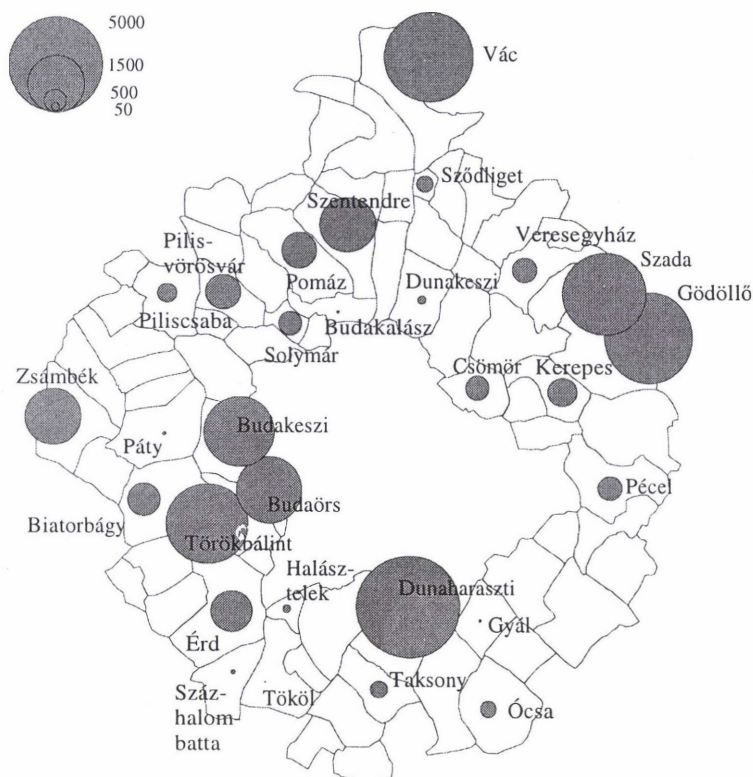 5000
1500
500
50
Vác
Sződliget
Szentendre
Pilis-
vörösvár
Veresegyház
Szada
Pomáz
Dunakeszi
Gödöllő
Piliscsaba
Budakalász
Solymár
Zsámbék
Csömör
Kerepes
Budakeszi
Páty
Pécel
Biatorbágy
Budaörs
Törökbálint
Halász-
telek
Dunaharaszti
Gyál
Érd
Száz-
halom-
batta
Tököl
Taksony
Ócsa